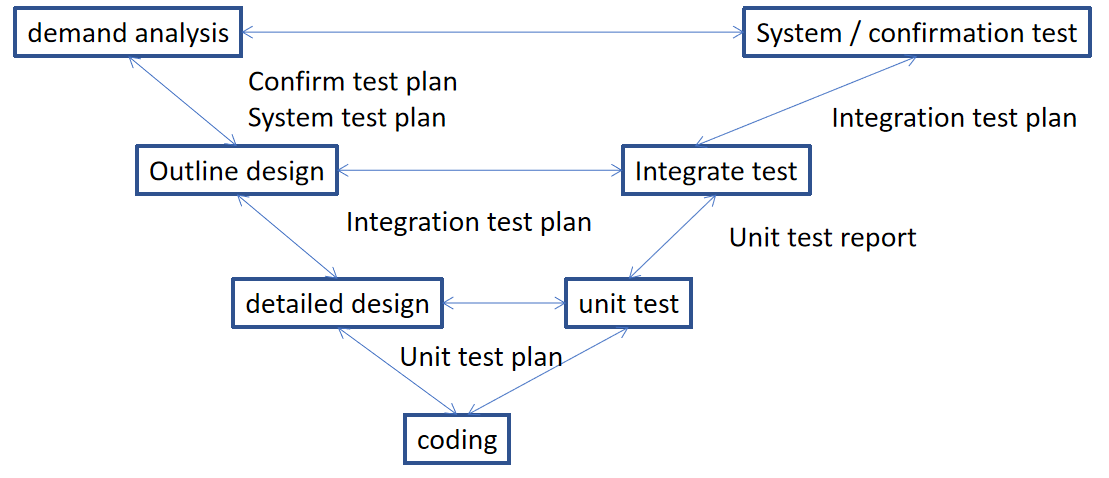 demand analysis
System / confirmation test
Confirm test plan
System test plan
Integration test plan
Outline design
Integrate test
Integration test plan
Unit test report
detailed design
unit test
Unit test plan
coding